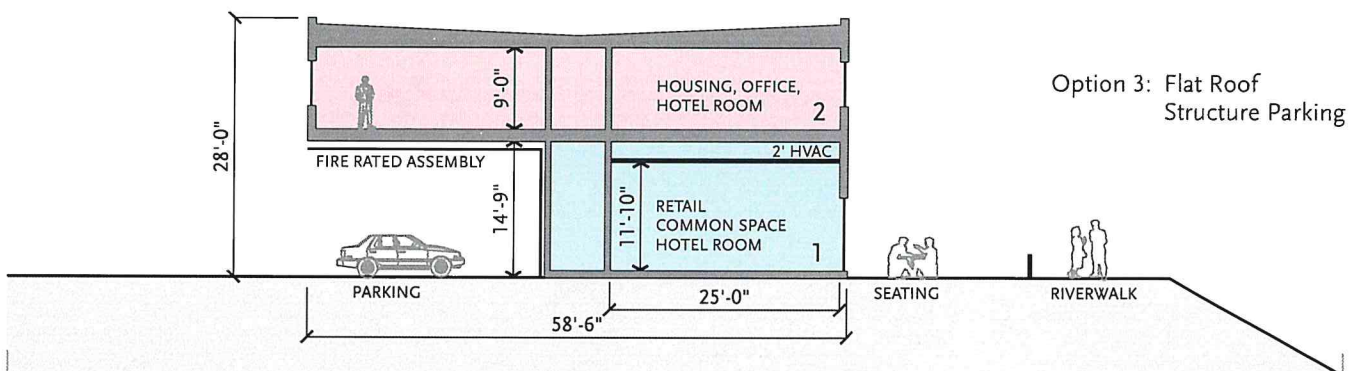 Option 3: Flat Roof
Structure Parking
28'-0"
9'-0"
HOUSING, OFFICE,
HOTEL ROOM
2
FIRE RATED ASSEMBLY
2' HVAC
14'-9"
11'-10"
RETAIL
COMMON SPACE
HOTEL ROOM
1
PARKING
25'-0"
SEATING
RIVERWALK
58'-6"